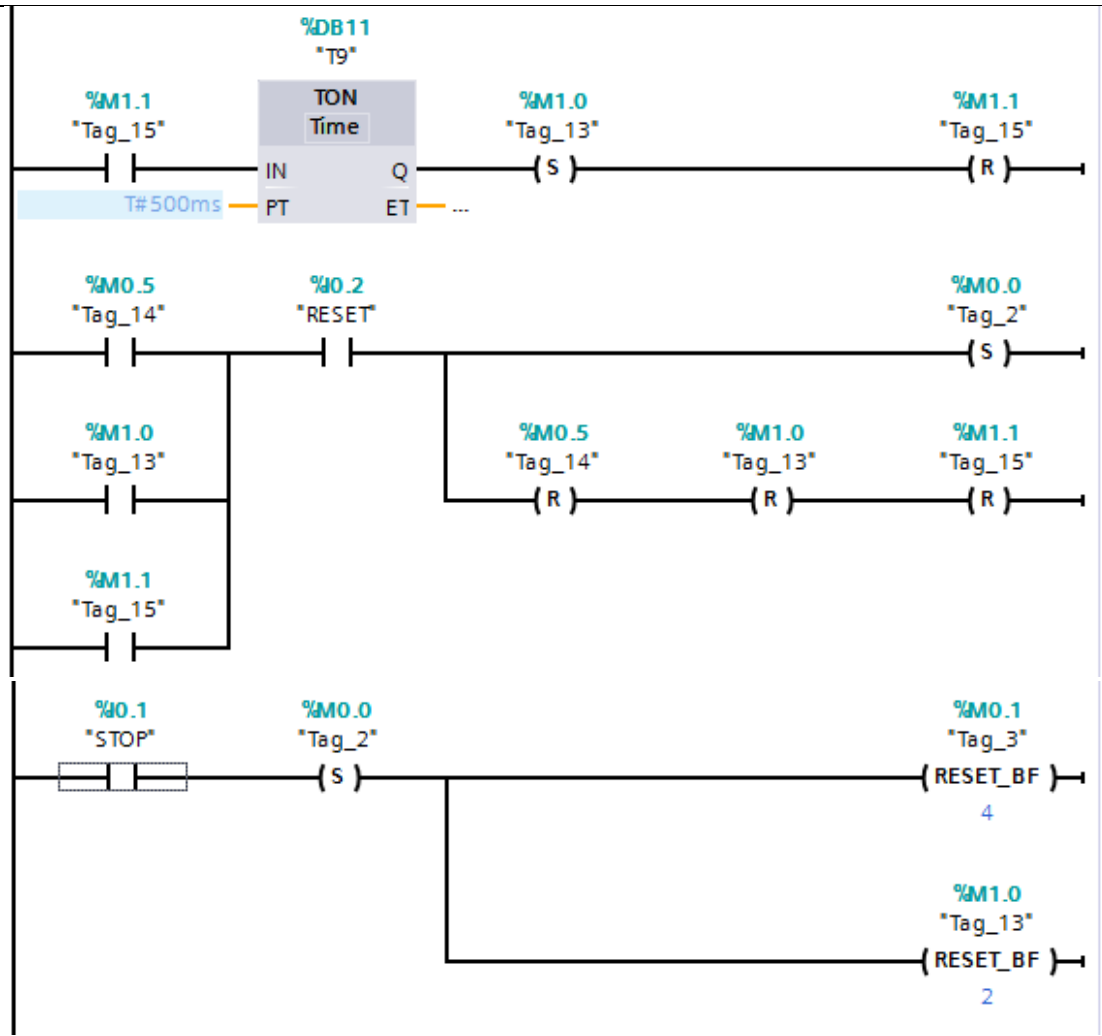 %DB11
"T9"
%M1.1 TON %M1.0 %M1.1
"Tag_15" Time "Tag_13" "Tag_15"
IN Q ( S ) ( R )
T#500ms PT ET ...
%M0.5 %I0.2 %M0.0
"Tag_14" "RESET" "Tag_2"
( S )
%M1.0 %M0.5 %M1.0 %M1.1
"Tag_13" "Tag_14" "Tag_13" "Tag_15"
( R ) ( R ) ( R )
%M1.1
"Tag_15"
%I0.1 %M0.0 %M0.1
"STOP" "Tag_2" "Tag_3"
( S ) ( RESET_BF )
4
%M1.0
"Tag_13"
( RESET_BF )
2